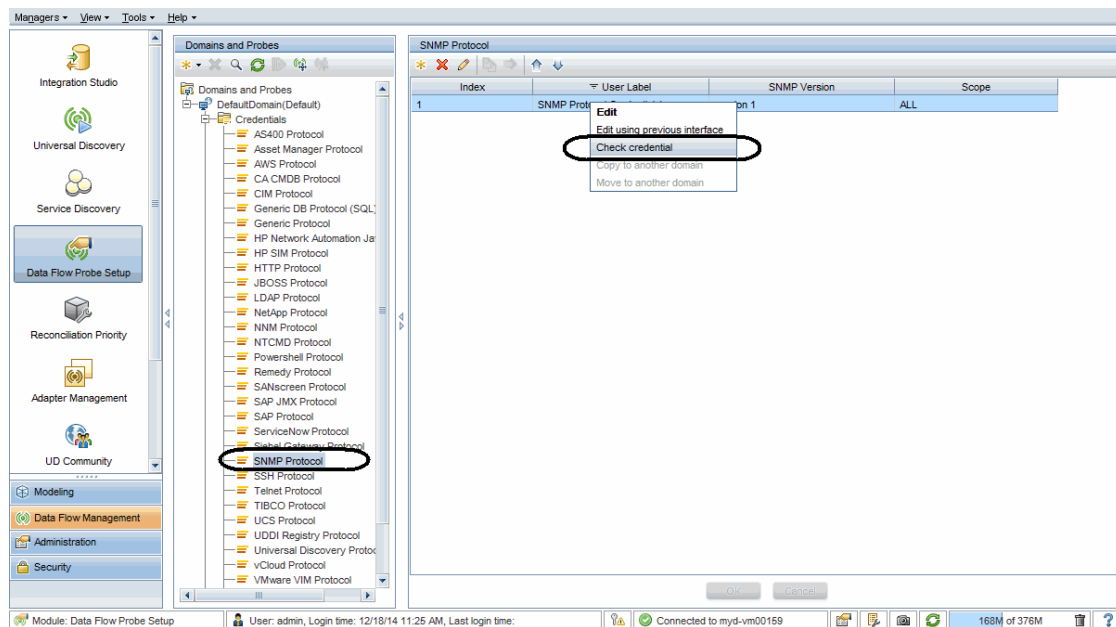 Managers View Tools Help
Integration Studio
Universal Discovery
Service Discovery
Data Flow Probe Setup
Reconciliation Priority
Adapter Management
UD Community
Modeling
Data Flow Management
Administration
Security
Domains and Probes
Domains and Probes
DefaultDomain(Default)
Credentials
AS400 Protocol
Asset Manager Protocol
AWS Protocol
CA CMDB Protocol
CIM Protocol
Generic DB Protocol (SQL)
Generic Protocol
HP Network Automation Ja
HP SIM Protocol
HTTP Protocol
JBOSS Protocol
LDAP Protocol
NetApp Protocol
NNM Protocol
NTCMD Protocol
Powershell Protocol
Remedy Protocol
SANscreen Protocol
SAP JMX Protocol
SAP Protocol
ServiceNow Protocol
Siebel Gateway Protocol
SNMP Protocol
SSH Protocol
Telnet Protocol
TIBCO Protocol
UCS Protocol
UDDI Registry Protocol
Universal Discovery Protoc
vCloud Protocol
VMware VIM Protocol
SNMP Protocol
Index User Label SNMP Version Scope
1 SNMP Prot ion 1 ALL
Edit
Edit using previous interface
Check credential
Copy to another domain
Move to another domain
OK Cancel
Module: Data Flow Probe Setup User: admin, Login time: 12/18/14 11:25 AM, Last login time: Connected to myd-vm00159 168M of 376M